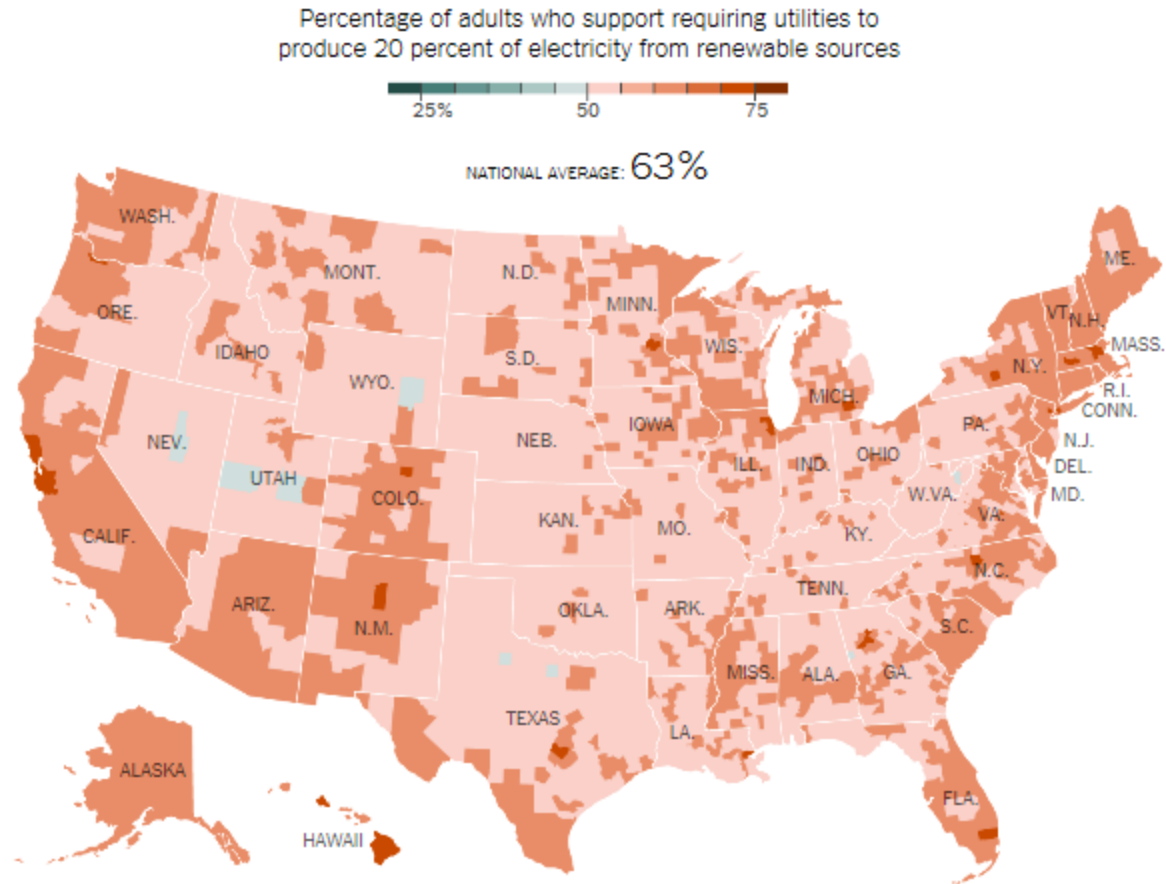 Percentage of adults who support requiring utilities to
produce 20 percent of electricity from renewable sources
25%
50
75
NATIONAL AVERAGE: 63%
WASH.
ME.
MONT.
N.D.
MINN.
ORE.
VT.
N.H.
MASS.
IDAHO
S.D.
WIS.
N.Y.
WYO.
MICH.
R.I.
CONN.
NEV.
NEB.
IOWA
PA.
N.J.
UTAH
COLO.
ILL.
IND.
OHIO
DEL.
W.VA.
MD.
CALIF.
KAN.
MO.
KY.
VA.
ARIZ.
N.M.
OKLA.
ARK.
TENN.
N.C.
S.C.
MISS.
ALA.
GA.
TEXAS
LA.
ALASKA
FLA.
HAWAII